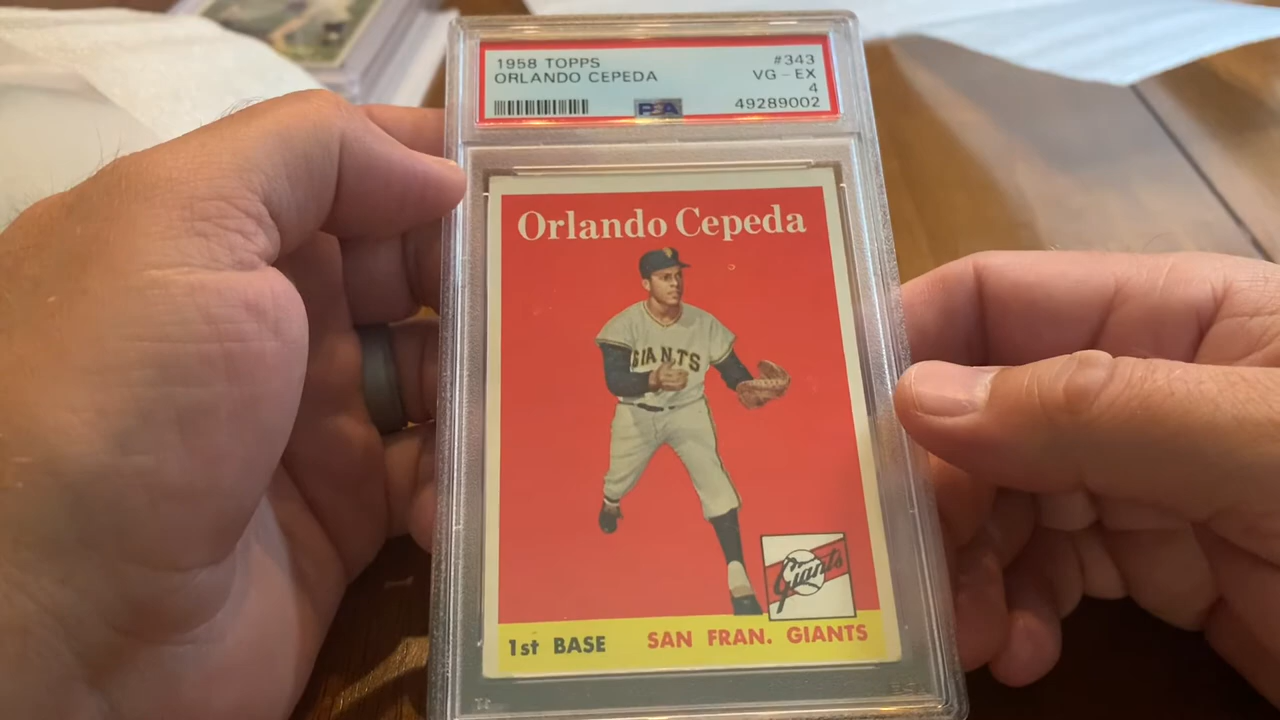 1958 TOPPS #343
ORLANDO CEPEDA VG - EX
4
PSA 49289002
Orlando Cepeda
GIANTS
Giants
1st BASE SAN FRAN. GIANTS